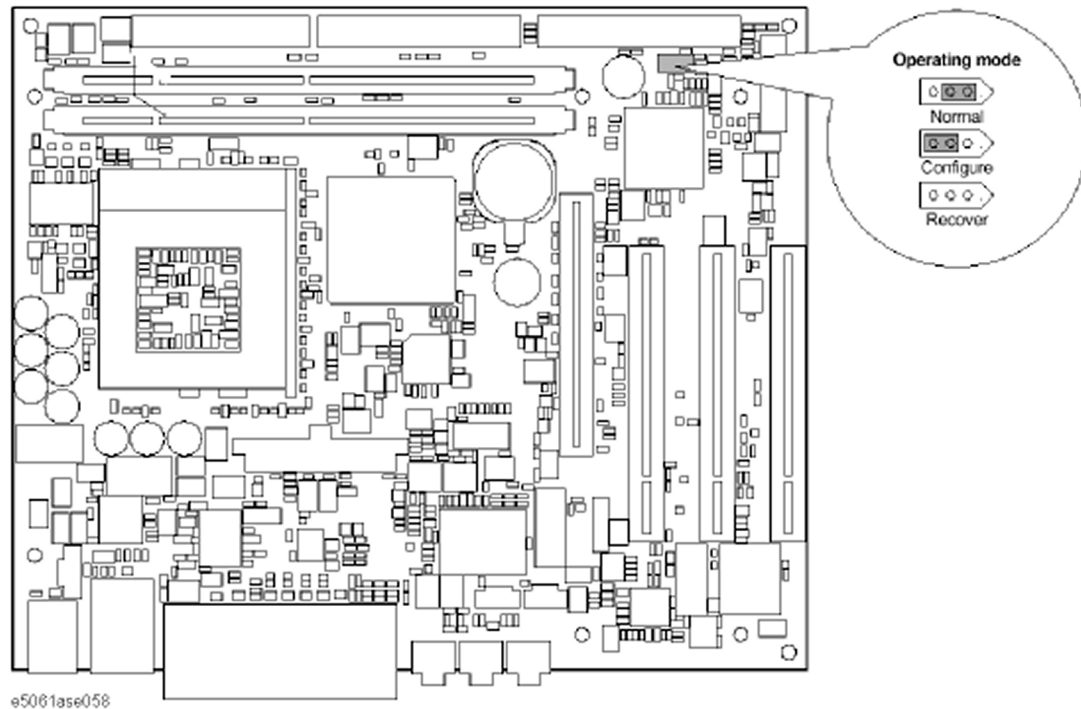 Operating mode
Normal
Configure
Recover
e5061ase058